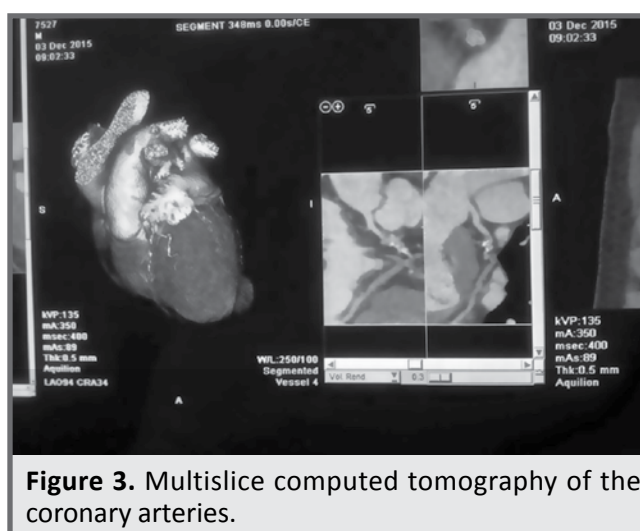 7527
M
03 Dec 2015
09:02:33
SEGMENT 348ms 0.00s/CE
03 Dec 2015
09:02:33
S
I
A
kVP:135
mA:350
msec:400
mAs:89
Thk:0.5 mm
Aquilion
LAO94 CRA34
W/L:250/100
Segmented
Vessel 4
Vol Rend
0.3
A
kVP:135
mA:350
msec:400
mAs:89
Thk:0.5 mm
Aquilion
Figure 3. Multislice computed tomography of the
coronary arteries.